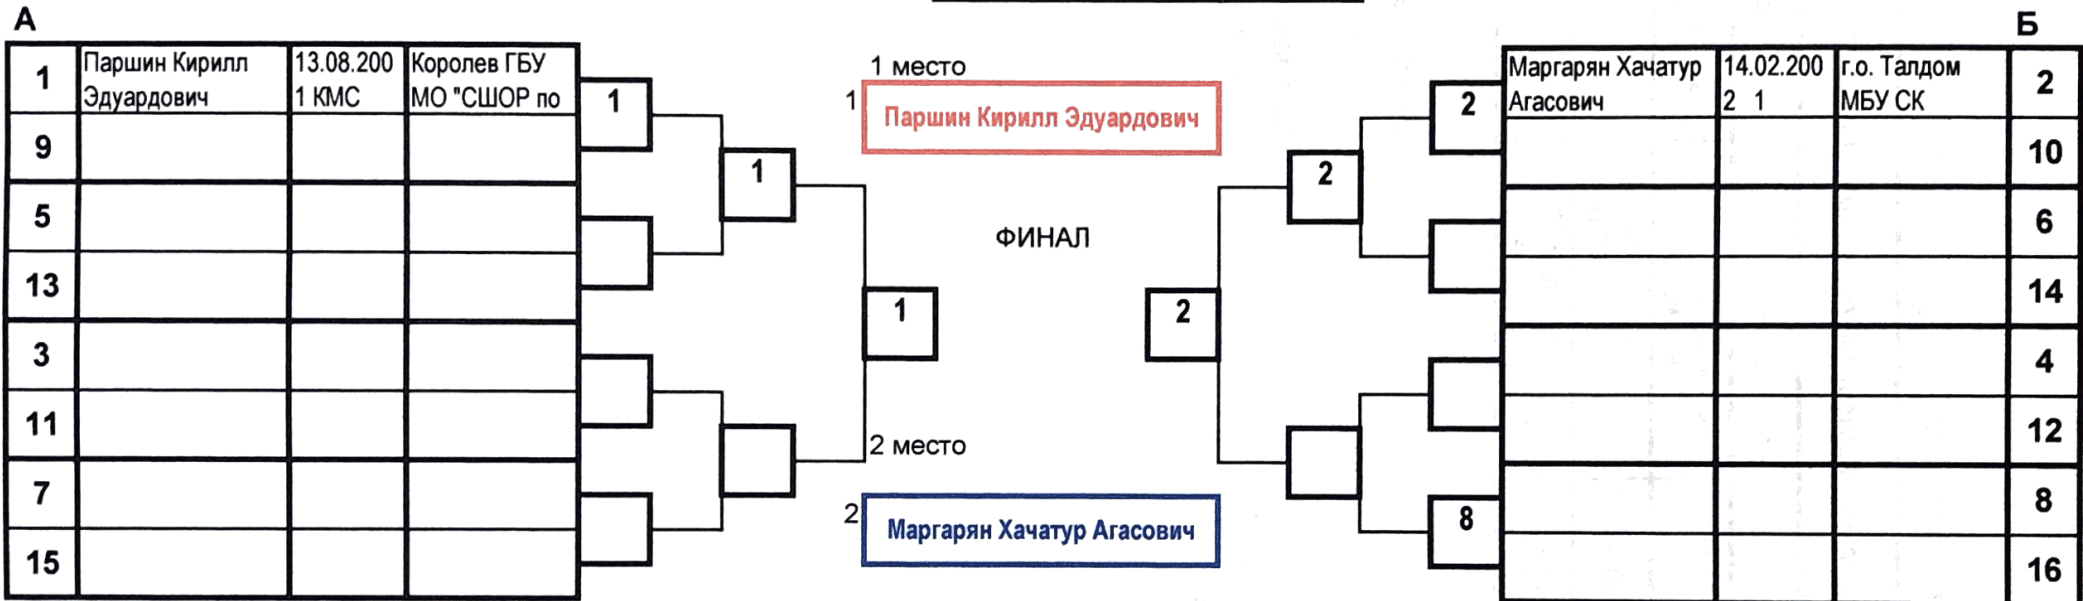 А
1
Паршин Кирилл
Эдуардович
13.08.200
1 КМС
Королев ГБУ
МО "СШОР по
9
5
13
3
11
7
15
1
1
1
1 место
1
Паршин Кирилл Эдуардович
ФИНАЛ
2 место
2
Маргарян Хачатур Агасович
2
2
2
8
Б
Маргарян Хачатур
Агасович
14.02.200
2 1
г.о. Талдом
МБУ СК
2
10
6
14
4
12
8
16